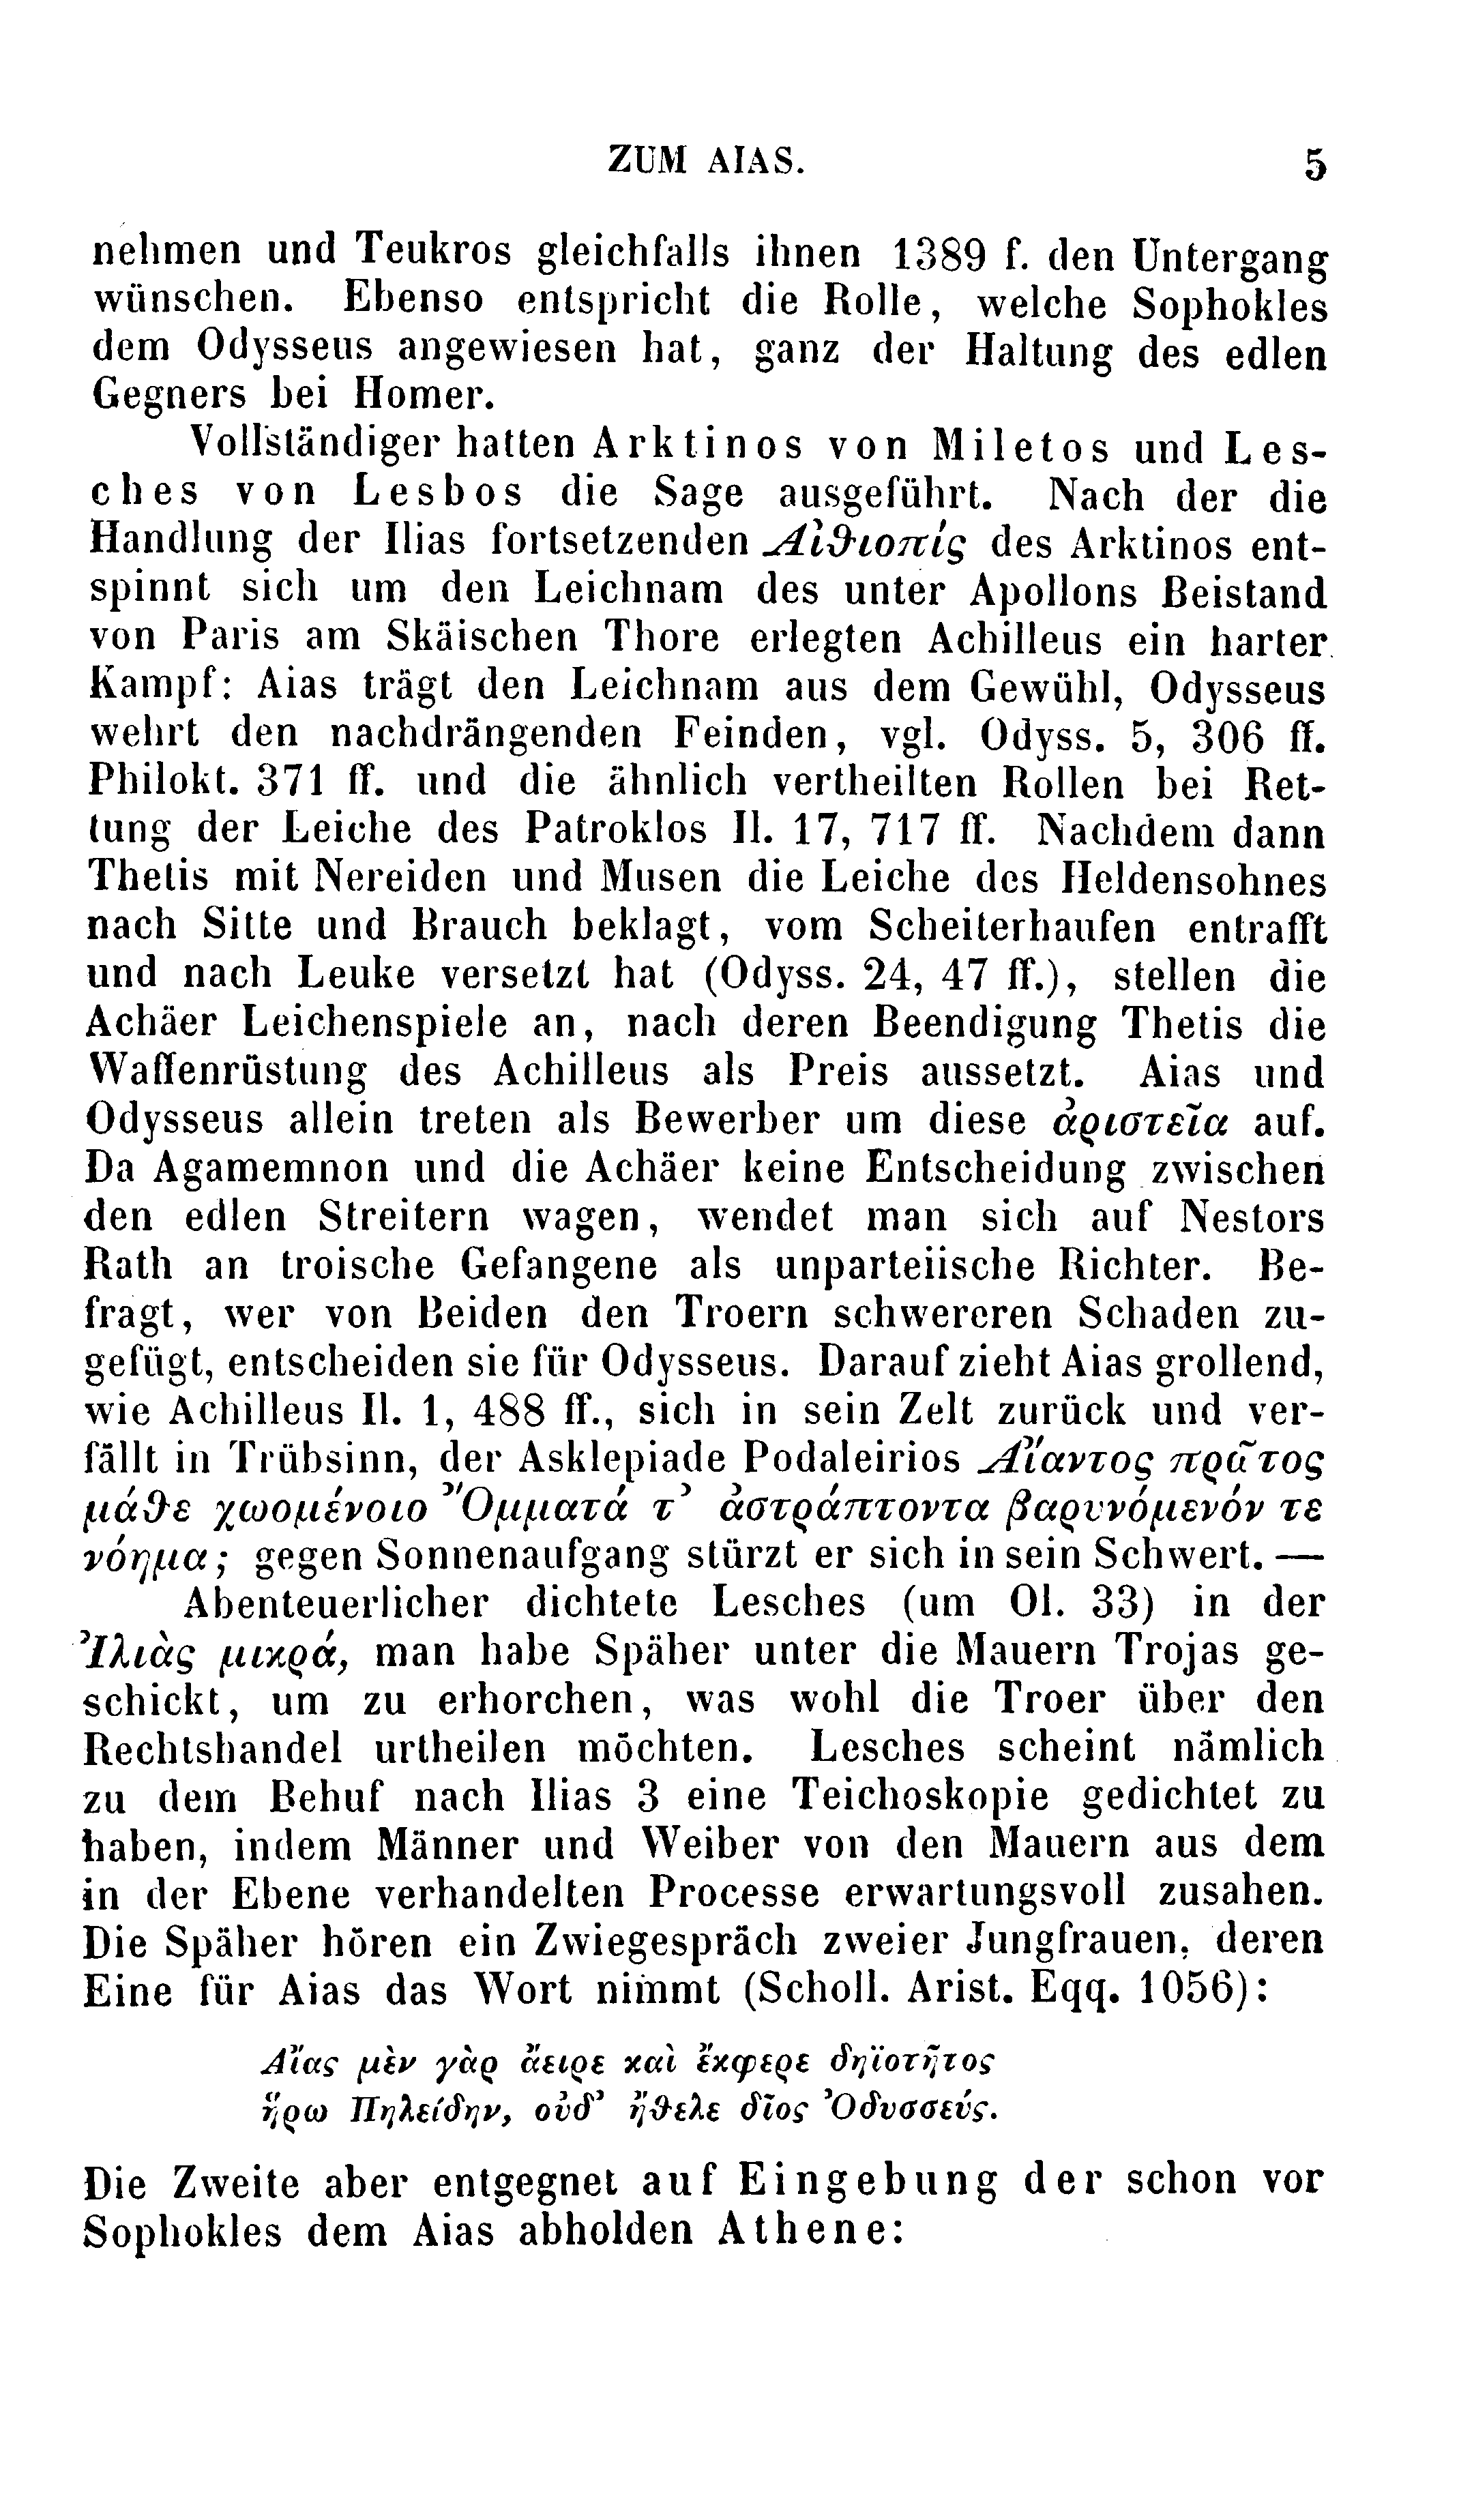 ZUM AIAS. 5
nehmen und Teukros gleichfalls ihnen 1389 f. den Untergang
wünschen. Ebenso entspricht die Rolle, welche Sophokles
dem Odysseus angewiesen hat, ganz der Haltung des edlen
Gegners bei Homer.
Vollständiger hatten Arktinos von Miletos und Les-
ches von Lesbos die Sage ausgeführt. Nach der die
Handlung der Ilias fortsetzenden Αἰθιοπίς des Arktinos ent-
spinnt sich um den Leichnam des unter Apollons Beistand
von Paris am Skäischen Thore erlegten Achilleus ein harter
Kampf: Aias trägt den Leichnam aus dem Gewühl, Odysseus
wehrt den nachdrängenden Feinden, vgl. Odyss. 5, 306 ff.
Philokt. 371 ff. und die ähnlich vertheilten Rollen bei Ret-
tung der Leiche des Patroklos Il. 17, 717 ff. Nachdem dann
Thetis mit Nereiden und Musen die Leiche des Heldensohnes
nach Sitte und Brauch beklagt, vom Scheiterhaufen entrafft
und nach Leuke versetzt hat (Odyss. 24, 47 ff.), stellen die
Achäer Leichenspiele an, nach deren Beendigung Thetis die
Waffenrüstung des Achilleus als Preis aussetzt. Aias und
Odysseus allein treten als Bewerber um diese ἀριστεῖα auf.
Da Agamemnon und die Achäer keine Entscheidung zwischen
den edlen Streitern wagen, wendet man sich auf Nestors
Rath an troische Gefangene als unparteiische Richter. Be-
fragt, wer von Beiden den Troern schwereren Schaden zu-
gefügt, entscheiden sie für Odysseus. Darauf zieht Aias grollend,
wie Achilleus Il. 1, 488 ff., sich in sein Zelt zurück und ver-
fällt in Trübsinn, der Asklepiade Podaleirios Αἴαντος πρᾶτος
μάθε χωομένοιο Ὄμματά τ᾽ ἀστράπτοντα βαρυνόμενόν τε
νόημα; gegen Sonnenaufgang stürzt er sich in sein Schwert. —
Abenteuerlicher dichtete Lesches (um Ol. 33) in der
Ἰλιὰς μικρά, man habe Späher unter die Mauern Trojas ge-
schickt, um zu erhorchen, was wohl die Troer über den
Rechtshandel urtheilen möchten. Lesches scheint nämlich
zu dem Behuf nach Ilias 3 eine Teichoskopie gedichtet zu
haben, indem Männer und Weiber von den Mauern aus dem
in der Ebene verhandelten Processe erwartungsvoll zusahen.
Die Späher hören ein Zwiegespräch zweier Jungfrauen, deren
Eine für Aias das Wort nimmt (Scholl. Arist. Eqq. 1056):
Αἴας μὲν γὰρ ἄειρε καὶ ἔκφερε δηϊοτῆτος
ἥρω Πηλείδην, οὐδ᾽ ἤθελε δῖος Ὀδυσσεύς.
Die Zweite aber entgegnet auf Eingebung der schon vor
Sophokles dem Aias abholden Athene: